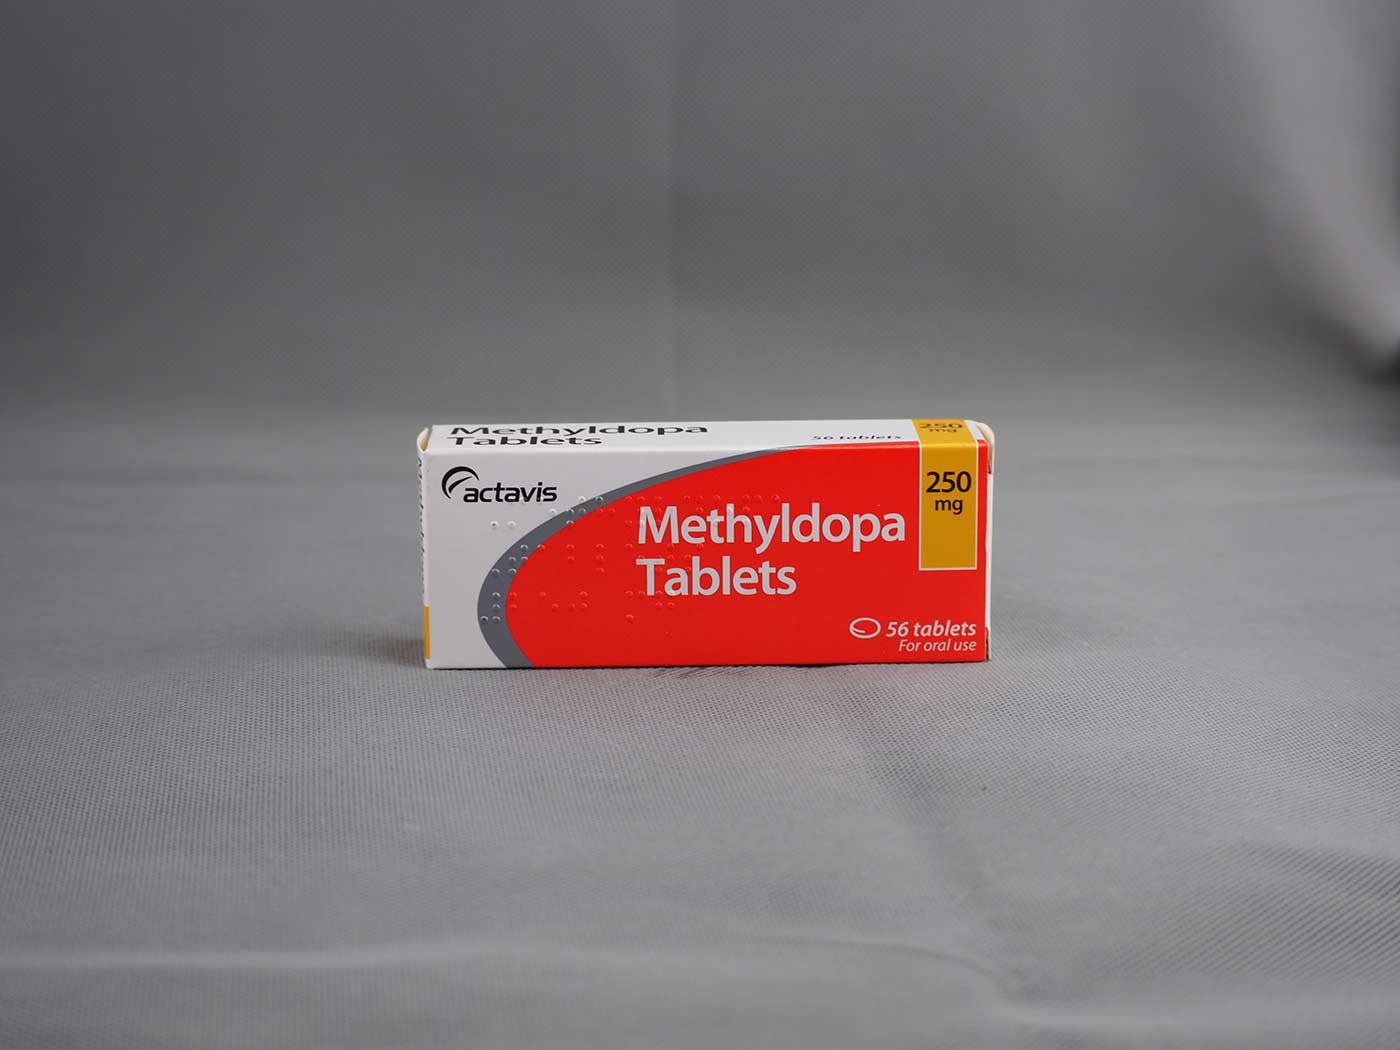 Methyldopa
Tablets
56 tablets
250
mg
actavis
250
mg
Methyldopa
Tablets
56 tablets
For oral use